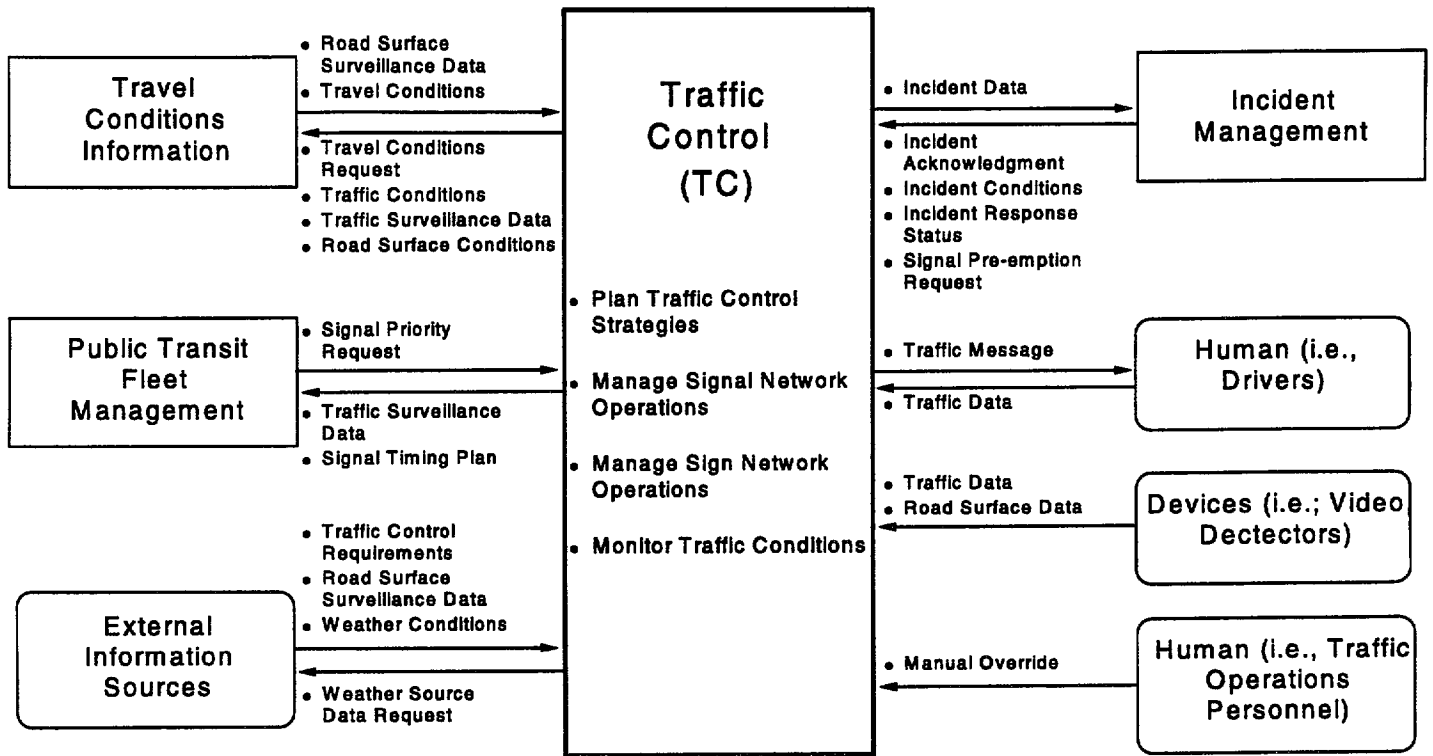 • Road Surface
Surveillance Data
• Travel Conditions
Travel
Conditions
Information
• Travel Conditions
Request
• Traffic Conditions
• Traffic Surveillance Data
• Road Surface Conditions
• Signal Priority
Request
Public Transit
Fleet
Management
• Traffic Surveillance
Data
• Signal Timing Plan
• Traffic Control
Requirements
• Road Surface
Surveillance Data
• Weather Conditions
External
Information
Sources
• Weather Source
Data Request
Traffic
Control
(TC)
• Plan Traffic Control
Strategies
• Manage Signal Network
Operations
• Manage Sign Network
Operations
• Monitor Traffic Conditions
• Incident Data
Incident
Management
• Incident
Acknowledgment
• Incident Conditions
• Incident Response
Status
• Signal Pre-emption
Request
• Traffic Message
Human (i.e.,
Drivers)
• Traffic Data
• Traffic Data
• Road Surface Data
Devices (i.e.; Video
Dectectors)
• Manual Override
Human (i.e., Traffic
Operations
Personnel)